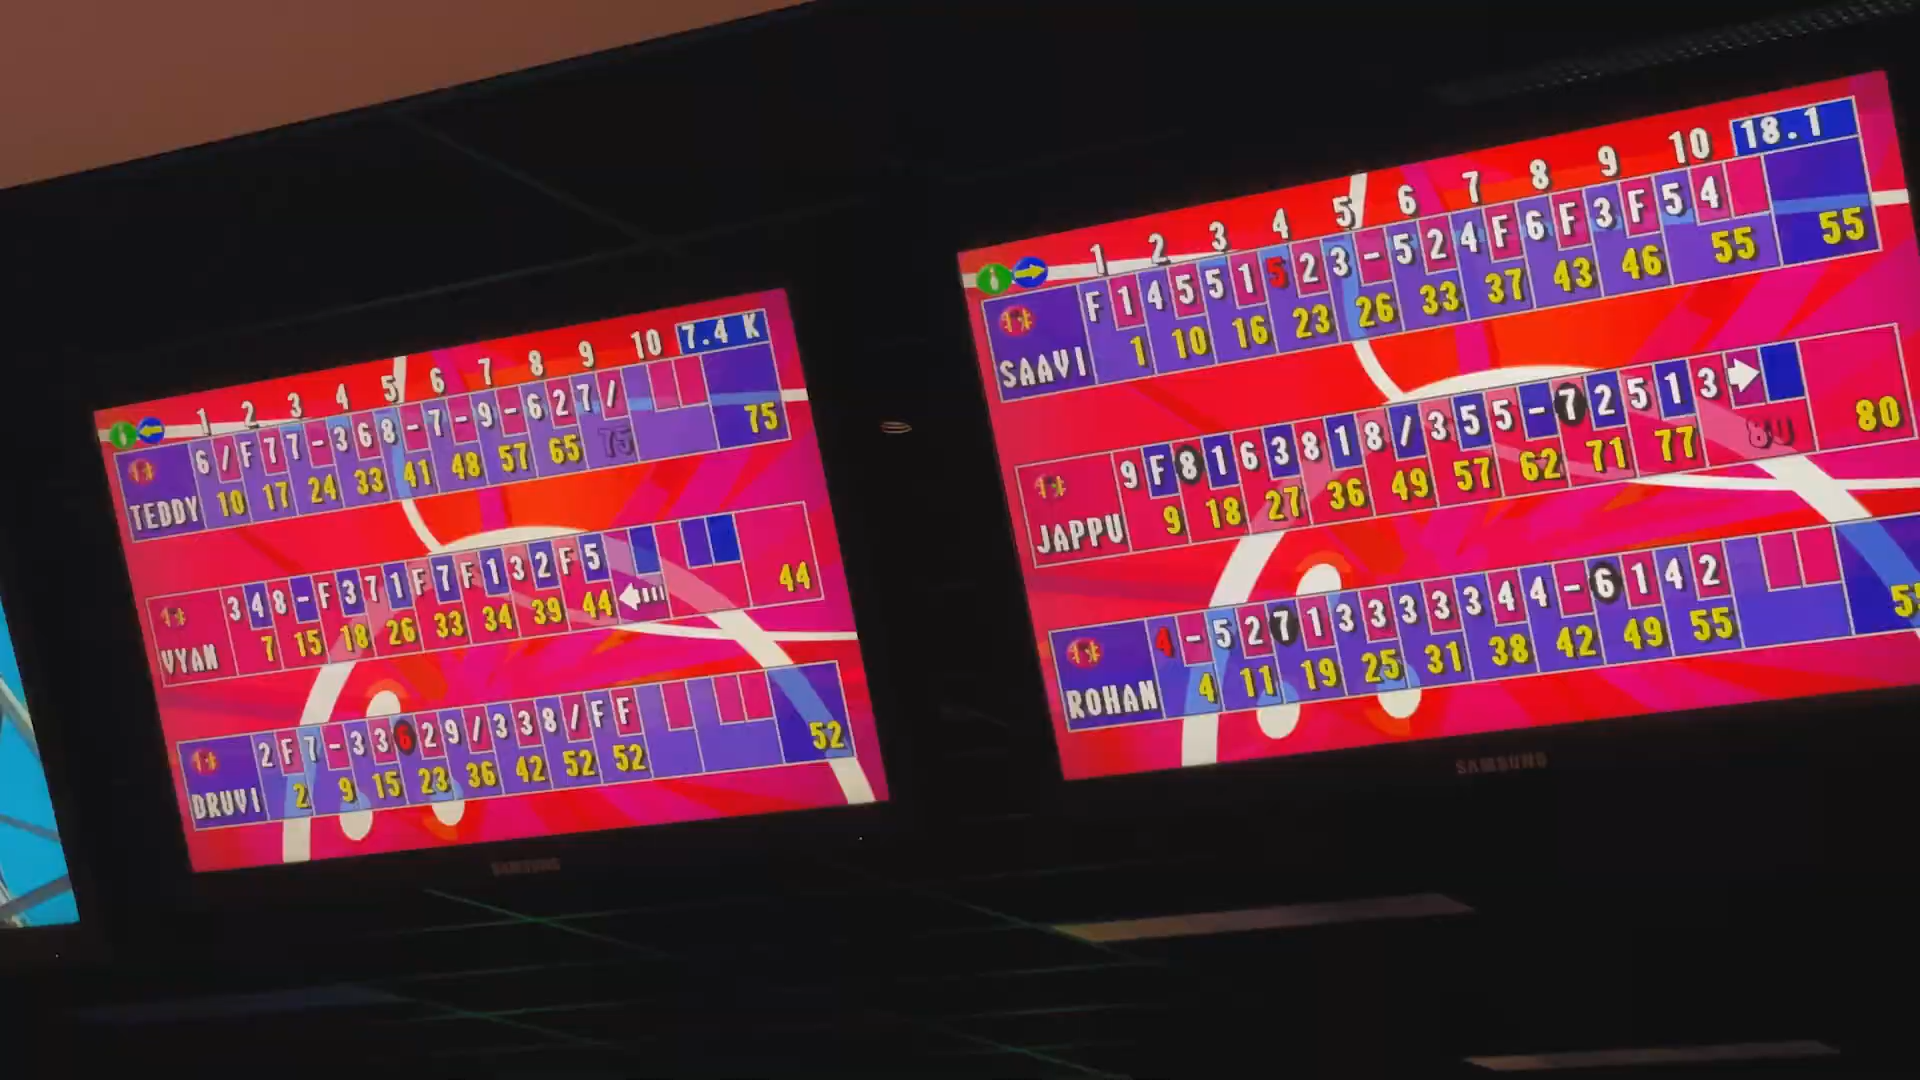 1 2 3 4 5 6 7 8 9 10 7.4 K
6 / F 7 7 - 3 6 8 - 7 - 9 - 6 2 7 /
TEDDY 10 17 24 33 41 48 57 65 75 75
3 4 8 - F 3 7 1 F 7 F 1 3 2 F 5
VYAN 7 15 18 26 33 34 39 44 44
2 F 7 - 3 3 6 2 9 / 3 3 8 / F F
DRUVI 2 9 15 23 36 42 52 52 52
SAMSUNG
1 2 3 4 5 6 7 8 9 10 18.1
F 1 4 5 5 1 5 2 3 - 5 2 4 F 6 F 3 F 5 4
SAAVI 1 10 16 23 26 33 37 43 46 55 55
9 F 8 1 6 3 8 1 8 / 3 5 5 - 7 2 5 1 3
JAPPU 9 18 27 36 49 57 62 71 77 80 80
4 - 5 2 7 1 3 3 3 3 3 4 4 - 6 1 4 2
ROHAN 4 11 19 25 31 38 42 49 55
SAMSUNG